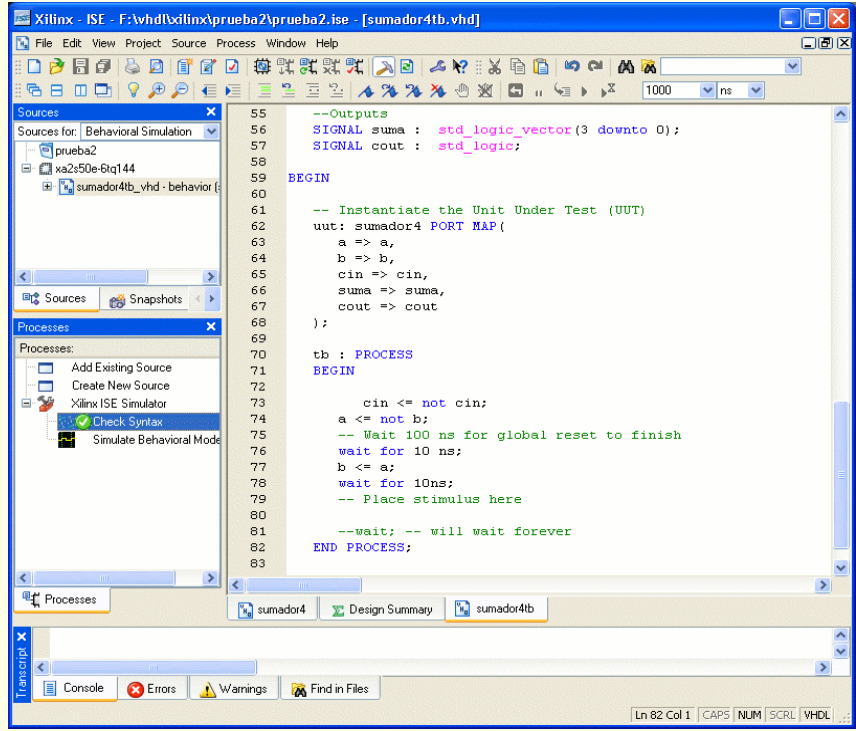 Xilinx - ISE - F:\vhdl\xilinx\prueba2\prueba2.ise - [sumador4tb.vhd]
File Edit View Project Source Process Window Help
1000 ns
Sources
Sources for: Behavioral Simulation
prueba2
xa2s50e-6tq144
sumador4tb_vhd - behavior (
Sources Snapshots
Processes
Processes:
Add Existing Source
Create New Source
Xilinx ISE Simulator
Check Syntax
Simulate Behavioral Mode
Processes
55 --Outputs
56 SIGNAL suma : std_logic_vector(3 downto 0);
57 SIGNAL cout : std_logic;
58
59 BEGIN
60
61 -- Instantiate the Unit Under Test (UUT)
62 uut: sumador4 PORT MAP(
63 a => a,
64 b => b,
65 cin => cin,
66 suma => suma,
67 cout => cout
68 );
69
70 tb : PROCESS
71 BEGIN
72
73 cin <= not cin;
74 a <= not b;
75 -- Wait 100 ns for global reset to finish
76 wait for 10 ns;
77 b <= a;
78 wait for 10ns;
79 -- Place stimulus here
80
81 --wait; -- will wait forever
82 END PROCESS;
83
sumador4 Design Summary sumador4tb
Transcript
Console Errors Warnings Find in Files
Ln 82 Col 1 CAPS NUM SCRL VHDL